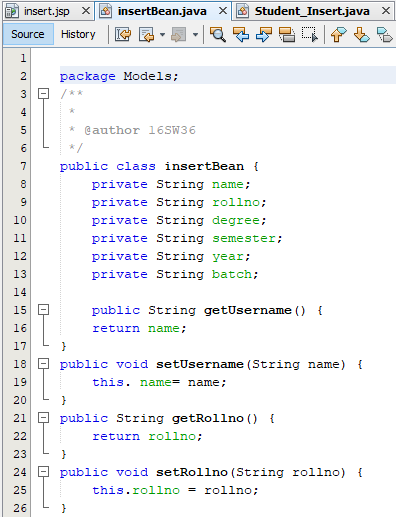 insert.jsp insertBean.java Student_Insert.java
Source History
1
2 package Models;
3 /**
4 *
5 * @author 16SW36
6 */
7 public class insertBean {
8 private String name;
9 private String rollno;
10 private String degree;
11 private String semester;
12 private String year;
13 private String batch;
14
15 public String getUsername() {
16 return name;
17 }
18 public void setUsername(String name) {
19 this. name= name;
20 }
21 public String getRollno() {
22 return rollno;
23 }
24 public void setRollno(String rollno) {
25 this.rollno = rollno;
26 }